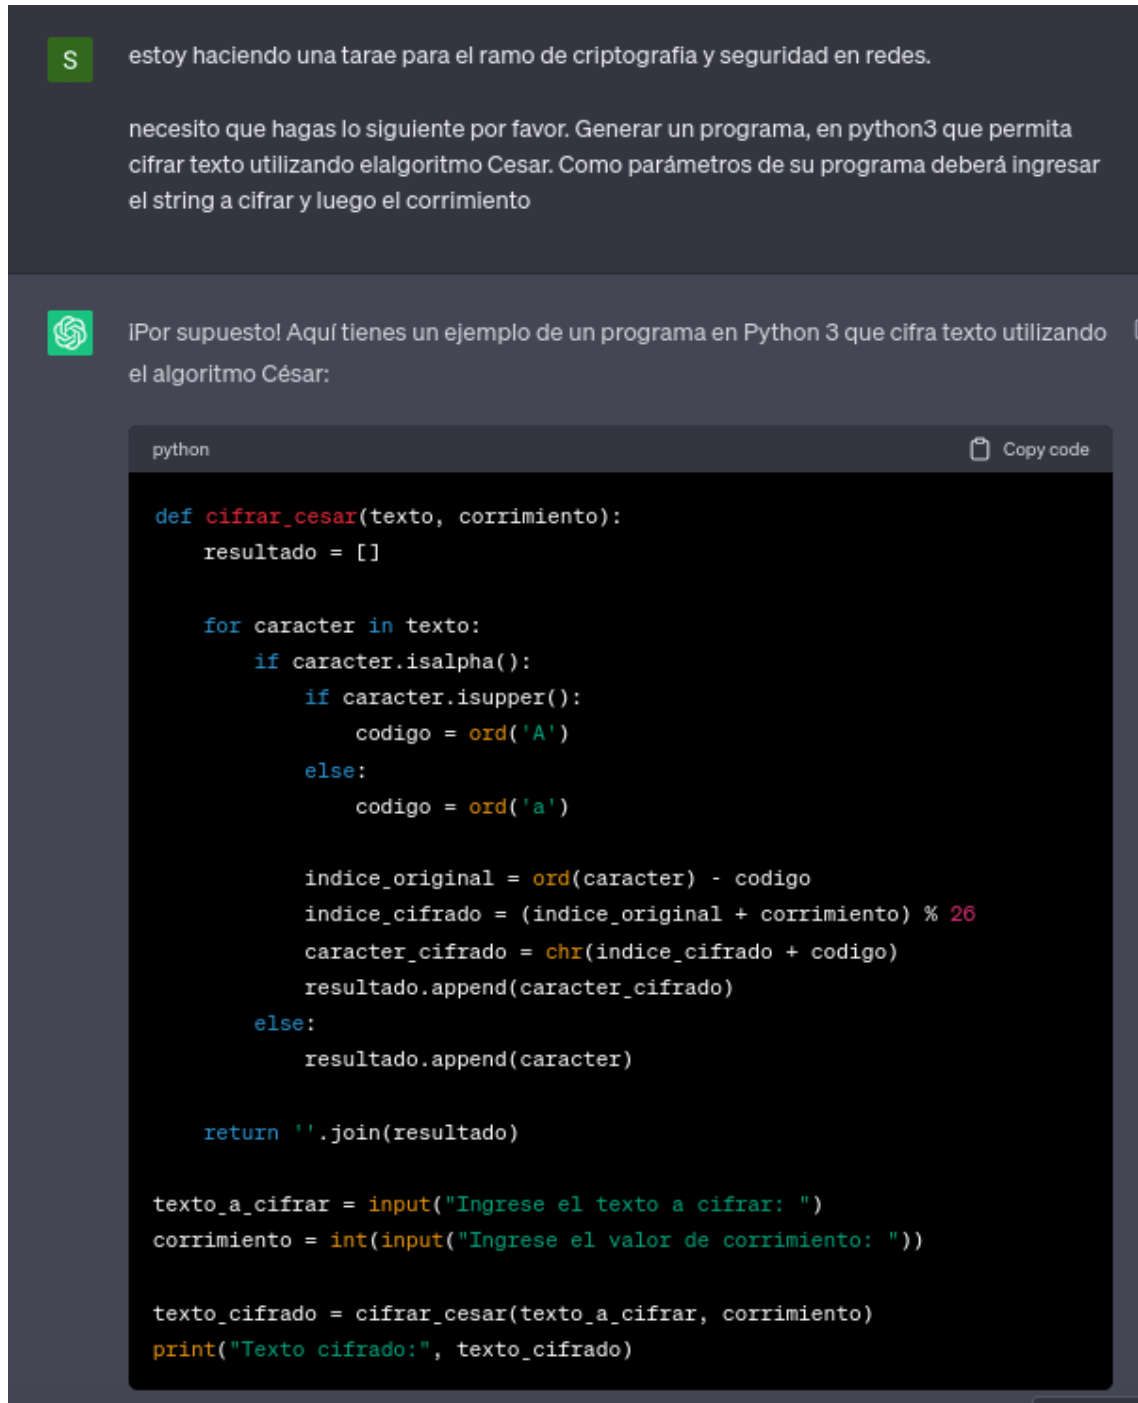 S
estoy haciendo una tarae para el ramo de criptografia y seguridad en redes.
necesito que hagas lo siguiente por favor. Generar un programa, en python3 que permita
cifrar texto utilizando elalgoritmo Cesar. Como parámetros de su programa deberá ingresar
el string a cifrar y luego el corrimiento
¡Por supuesto! Aquí tienes un ejemplo de un programa en Python 3 que cifra texto utilizando
el algoritmo César:
python Copy code
def cifrar_cesar(texto, corrimiento):
    resultado = []
    for caracter in texto:
        if caracter.isalpha():
            if caracter.isupper():
                codigo = ord('A')
            else:
                codigo = ord('a')
            indice_original = ord(caracter) - codigo
            indice_cifrado = (indice_original + corrimiento) % 26
            caracter_cifrado = chr(indice_cifrado + codigo)
            resultado.append(caracter_cifrado)
        else:
            resultado.append(caracter)
    return ''.join(resultado)
texto_a_cifrar = input("Ingrese el texto a cifrar: ")
corrimiento = int(input("Ingrese el valor de corrimiento: "))
texto_cifrado = cifrar_cesar(texto_a_cifrar, corrimiento)
print("Texto cifrado:", texto_cifrado)